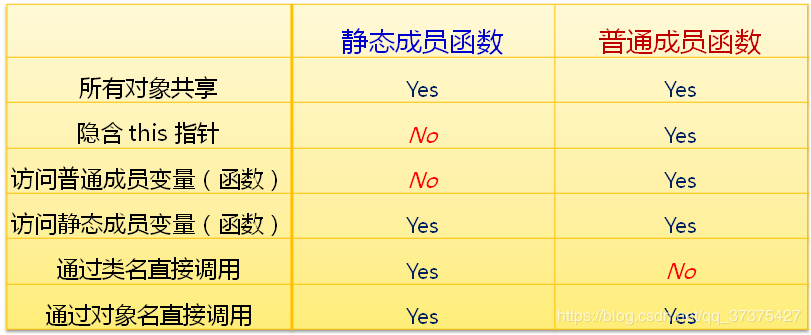 静态成员函数 普通成员函数
所有对象共享 Yes Yes
隐含 this 指针 No Yes
访问普通成员变量（函数） No Yes
访问静态成员变量（函数） Yes Yes
通过类名直接调用 Yes No
通过对象名直接调用 Yes Yes
https://blog.csdn.net/qq_37375427